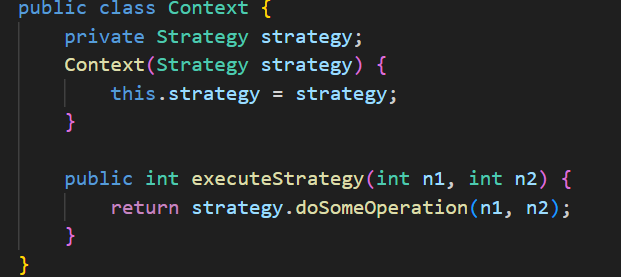 public class Context {
    private Strategy strategy;
    Context(Strategy strategy) {
        this.strategy = strategy;
    }

    public int executeStrategy(int n1, int n2) {
        return strategy.doSomeOperation(n1, n2);
    }
}